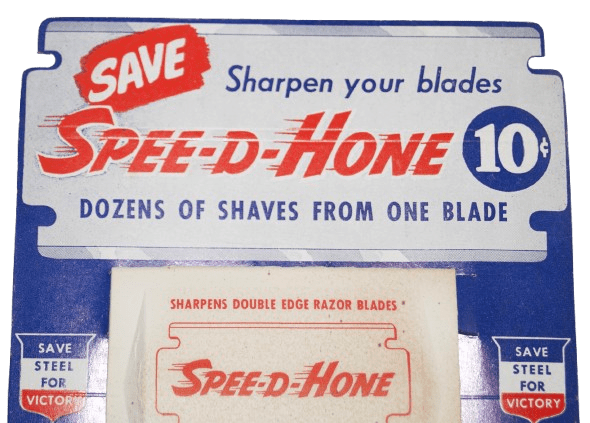 SAVE
Sharpen your blades
SPEE-D-HONE
10¢
DOZENS OF SHAVES FROM ONE BLADE
SHARPENS DOUBLE EDGE RAZOR BLADES
SPEE-D-HONE
SAVE
STEEL
FOR
VICTORY
SAVE
STEEL
FOR
VICTORY